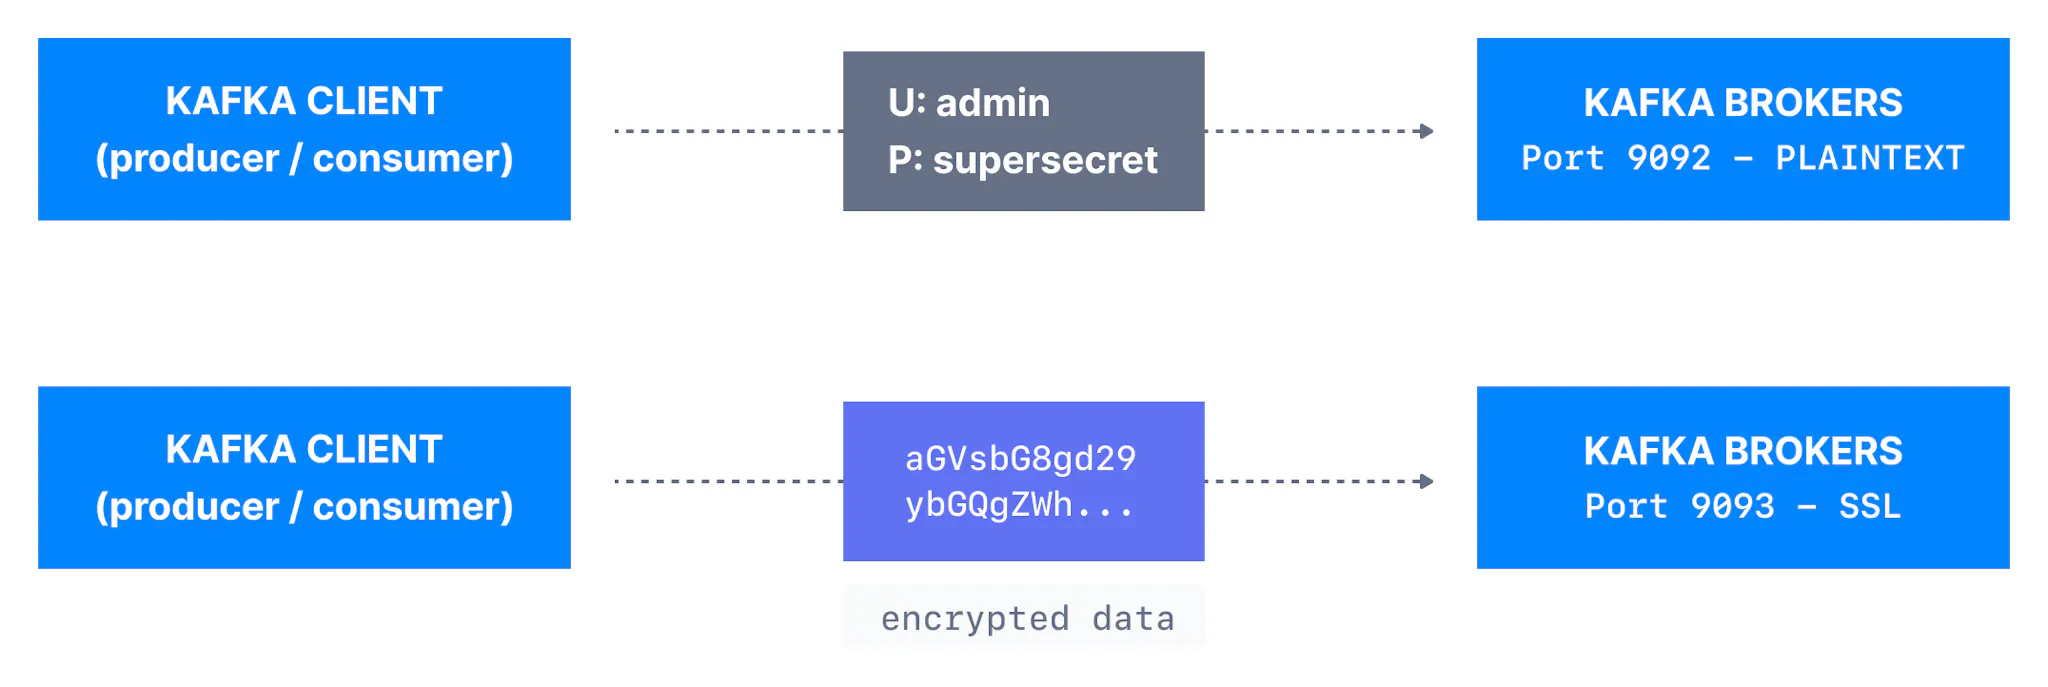 KAFKA CLIENT
(producer / consumer)
U: admin
P: supersecret
KAFKA BROKERS
Port 9092 – PLAINTEXT
KAFKA CLIENT
(producer / consumer)
aGVsbG8gd29
ybGQgZWh...
encrypted data
KAFKA BROKERS
Port 9093 – SSL